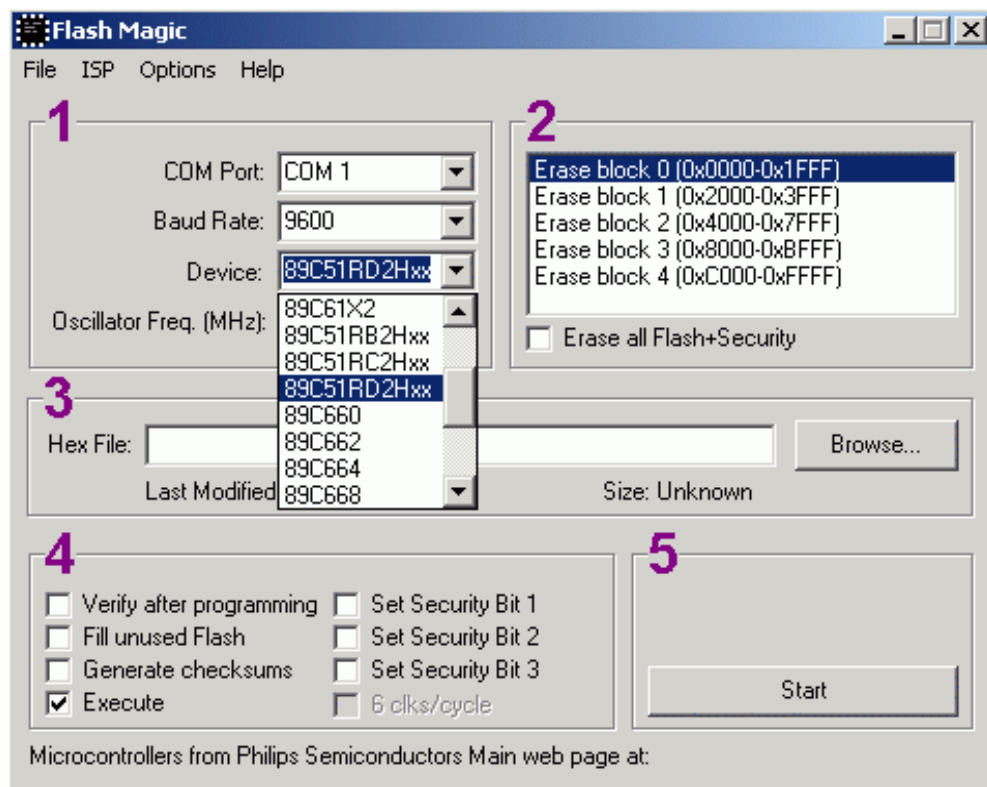 Flash Magic
File ISP Options Help
1
COM Port: COM 1
Baud Rate: 9600
Device: 89C51RD2Hxx
Oscillator Freq. (MHz):
89C61X2
89C51RB2Hxx
89C51RC2Hxx
89C51RD2Hxx
89C660
89C662
89C664
89C668
2
Erase block 0 (0x0000-0x1FFF)
Erase block 1 (0x2000-0x3FFF)
Erase block 2 (0x4000-0x7FFF)
Erase block 3 (0x8000-0xBFFF)
Erase block 4 (0xC000-0xFFFF)
Erase all Flash+Security
3
Hex File: Browse...
Last Modified Size: Unknown
4
Verify after programming Set Security Bit 1
Fill unused Flash Set Security Bit 2
Generate checksums Set Security Bit 3
Execute 6 clks/cycle
5
Start
Microcontrollers from Philips Semiconductors Main web page at: